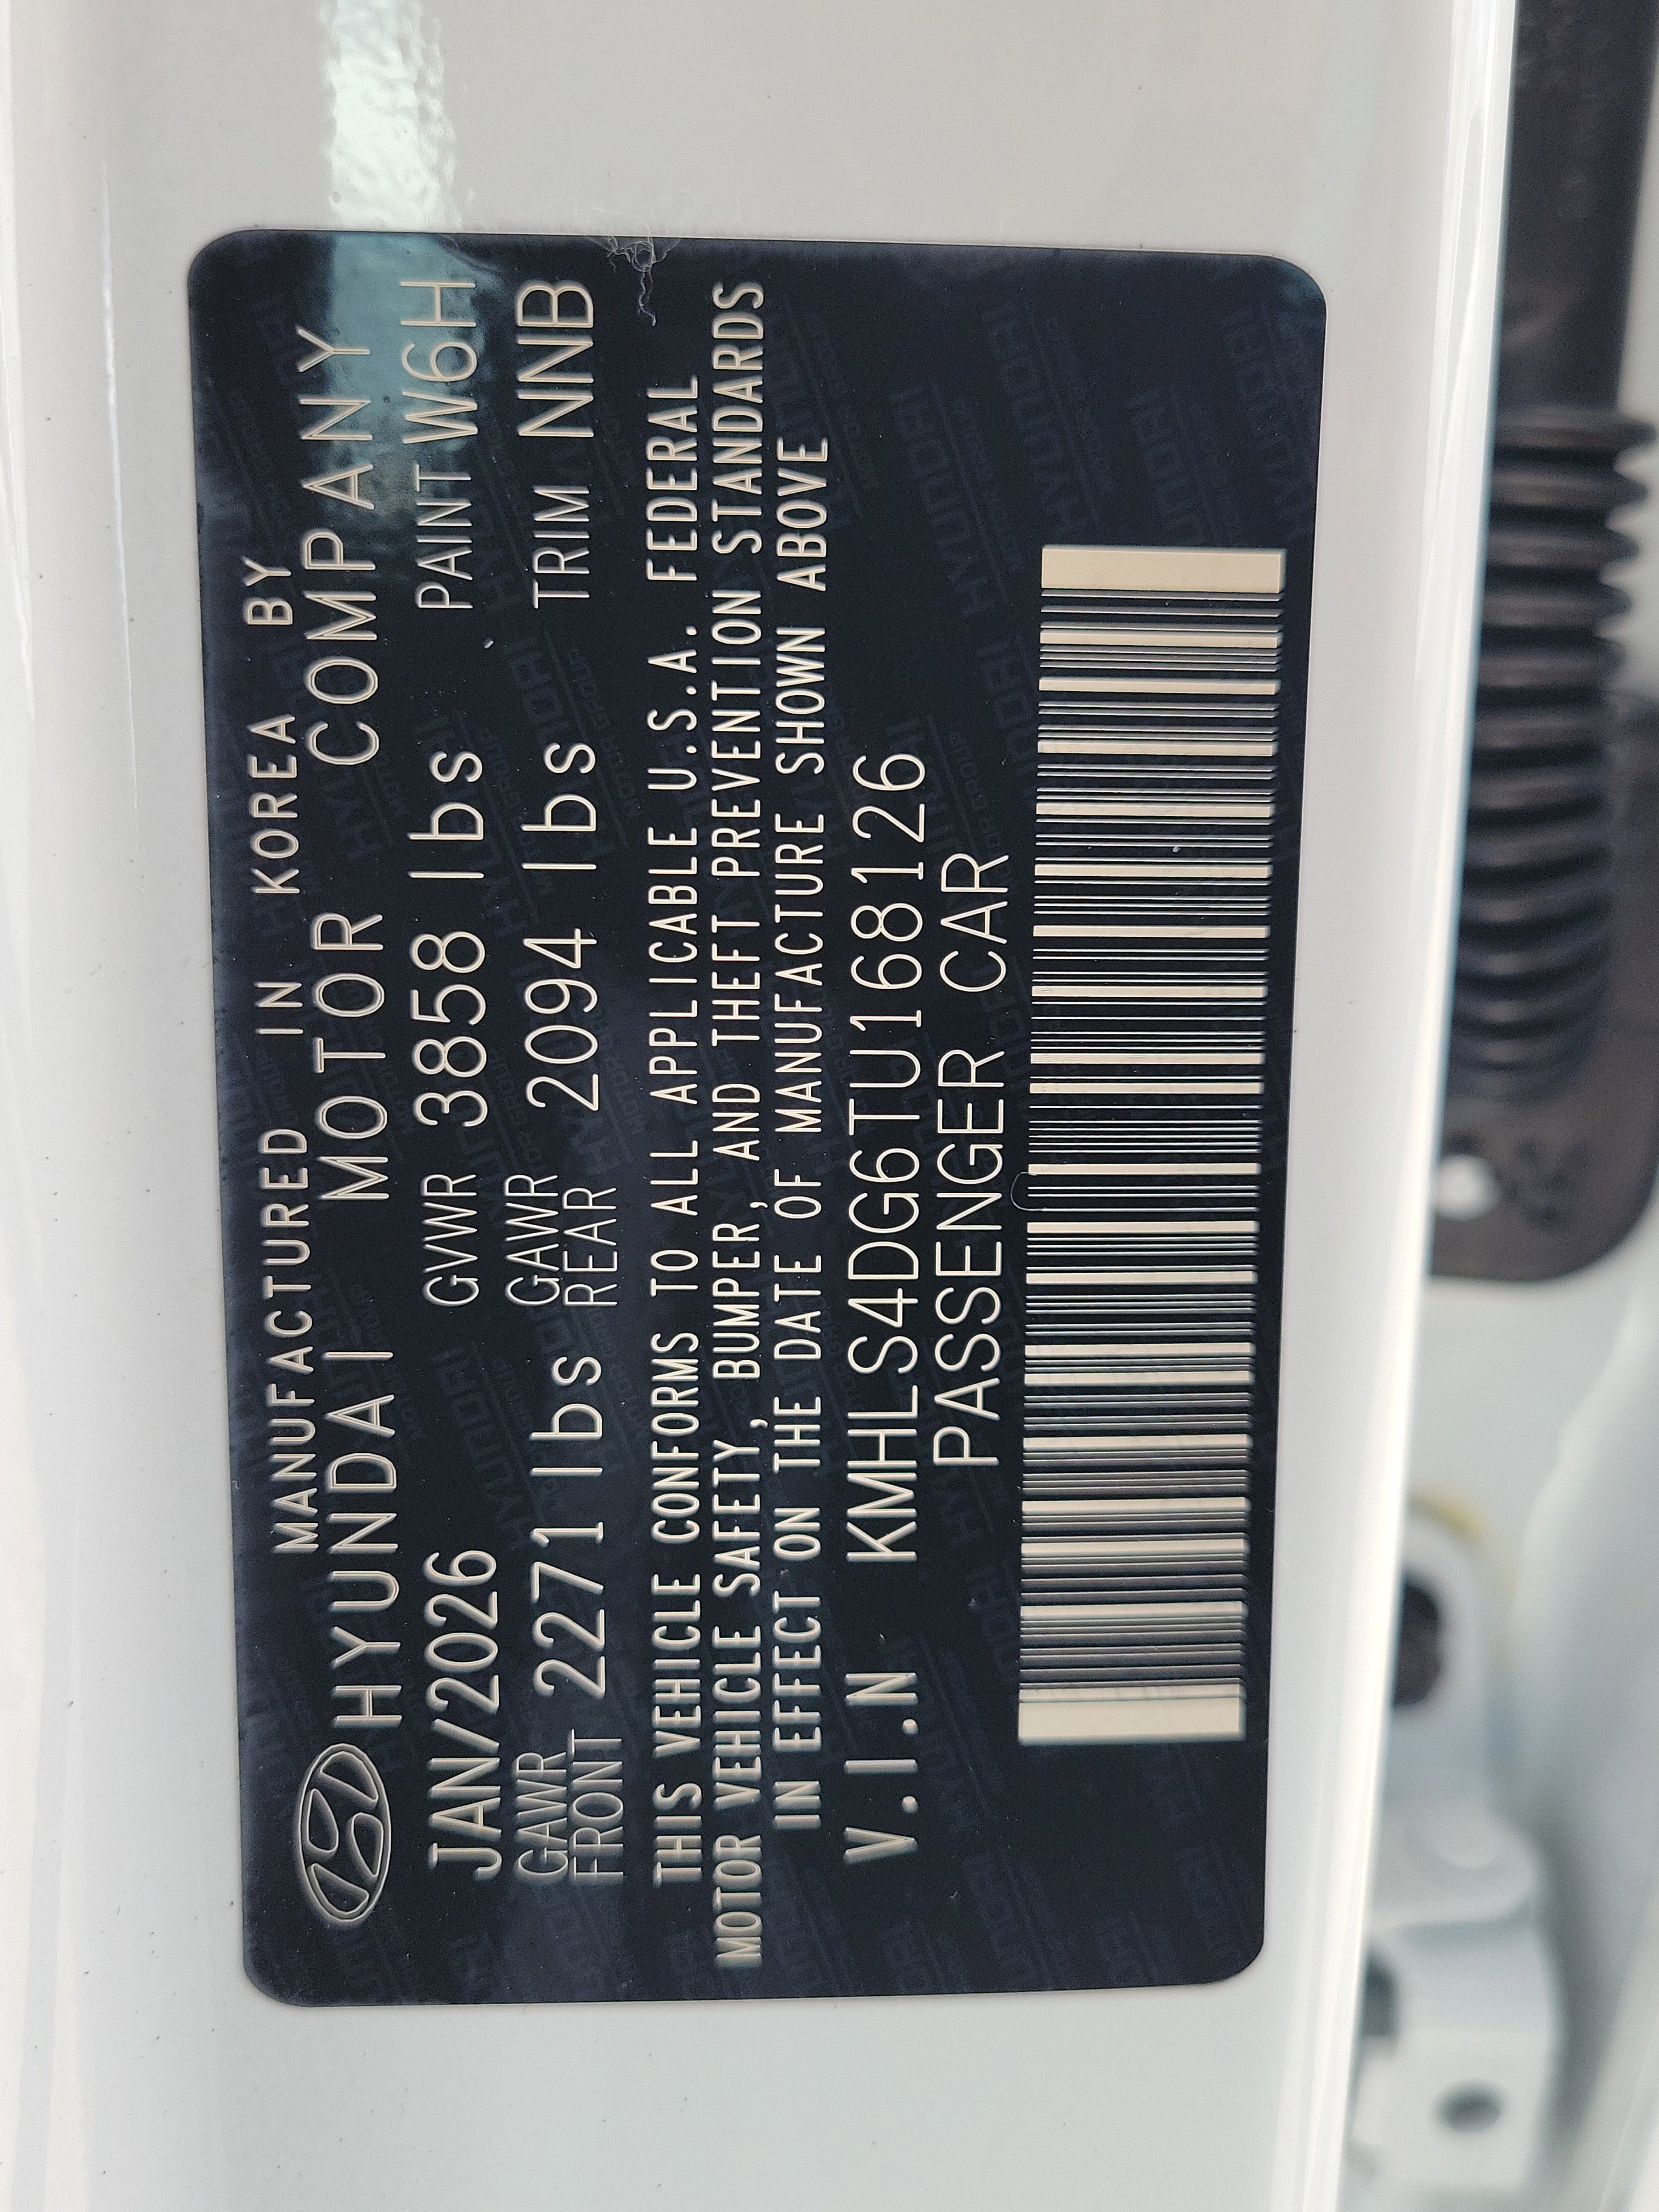 MANUFACTURED IN KOREA BY
HYUNDAI MOTOR COMPANY
JAN/2026 GVWR 3858 lbs PAINT W6H
GAWR FRONT 2271 lbs GAWR REAR 2094 lbs TRIM NNB
THIS VEHICLE CONFORMS TO ALL APPLICABLE U.S.A. FEDERAL
MOTOR VEHICLE SAFETY, BUMPER, AND THEFT PREVENTION STANDARDS
IN EFFECT ON THE DATE OF MANUFACTURE SHOWN ABOVE
V.I.N KMHLS4DG6TU168126
PASSENGER CAR